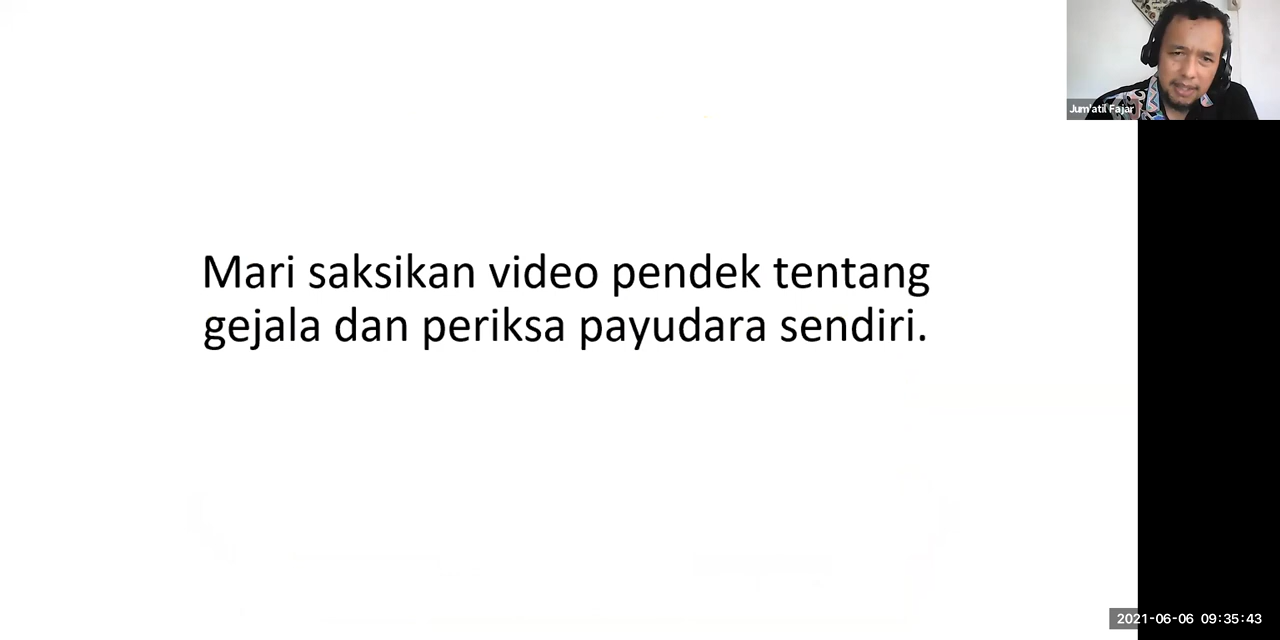 Jum'atil Fajar
Mari saksikan video pendek tentang
gejala dan periksa payudara sendiri.
2021-06-06 09:35:43